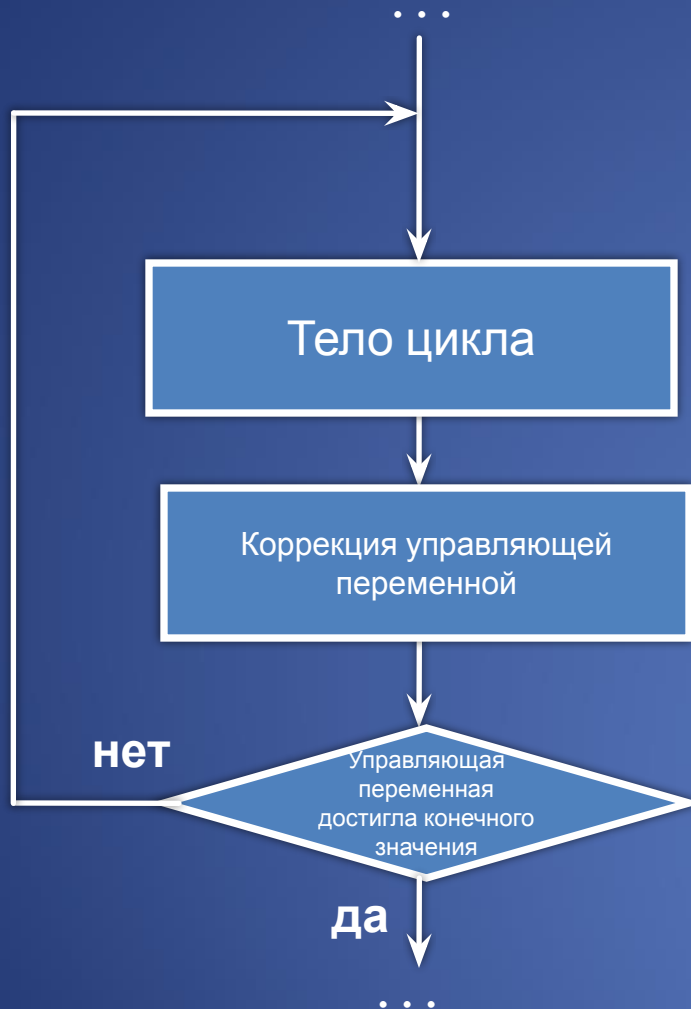 . . .
Тело цикла
Коррекция управляющей
переменной
нет
Управляющая
переменная
достигла конечного
значения
да
. . .